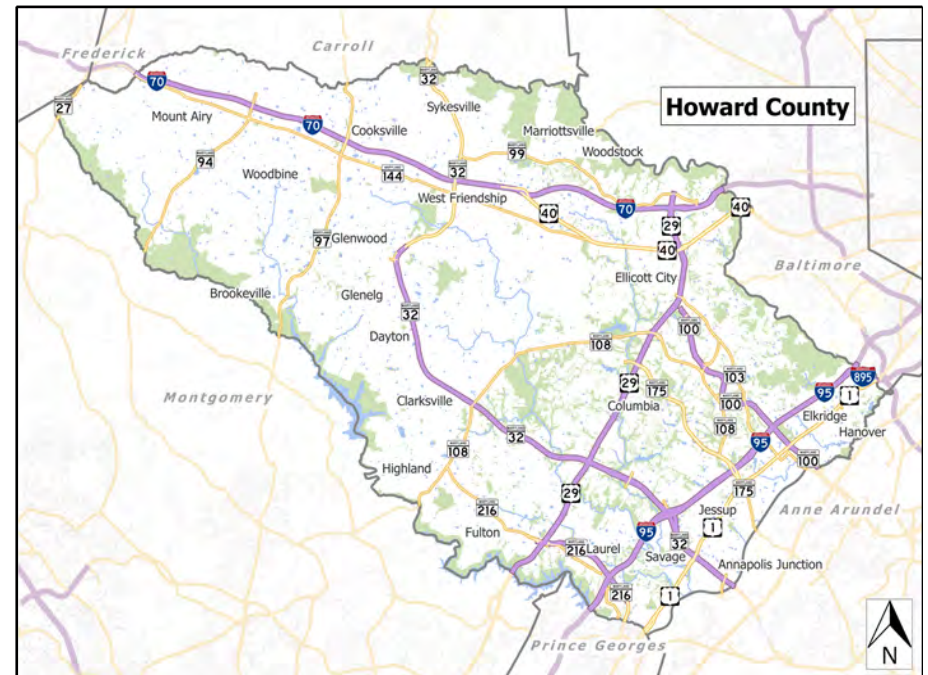 Carroll
Frederick
32
70
27
Sykesville
Howard County
Mount Airy
70
Cooksville
Marriottsville
99
Woodstock
94
144
32
Woodbine
West Friendship
40
70
29
40
97
Glenwood
40
Baltimore
Ellicott City
Brookeville
Glenelg
32
Dayton
100
108
103
29
175
95
895
1
Montgomery
Clarksville
Columbia
100
Elkridge
108
Hanover
32
95
108
100
Highland
29
175
216
Jessup
Anne Arundel
Fulton
95
1
216
Laurel
Savage
32
Annapolis Junction
216
1
Prince Georges
N